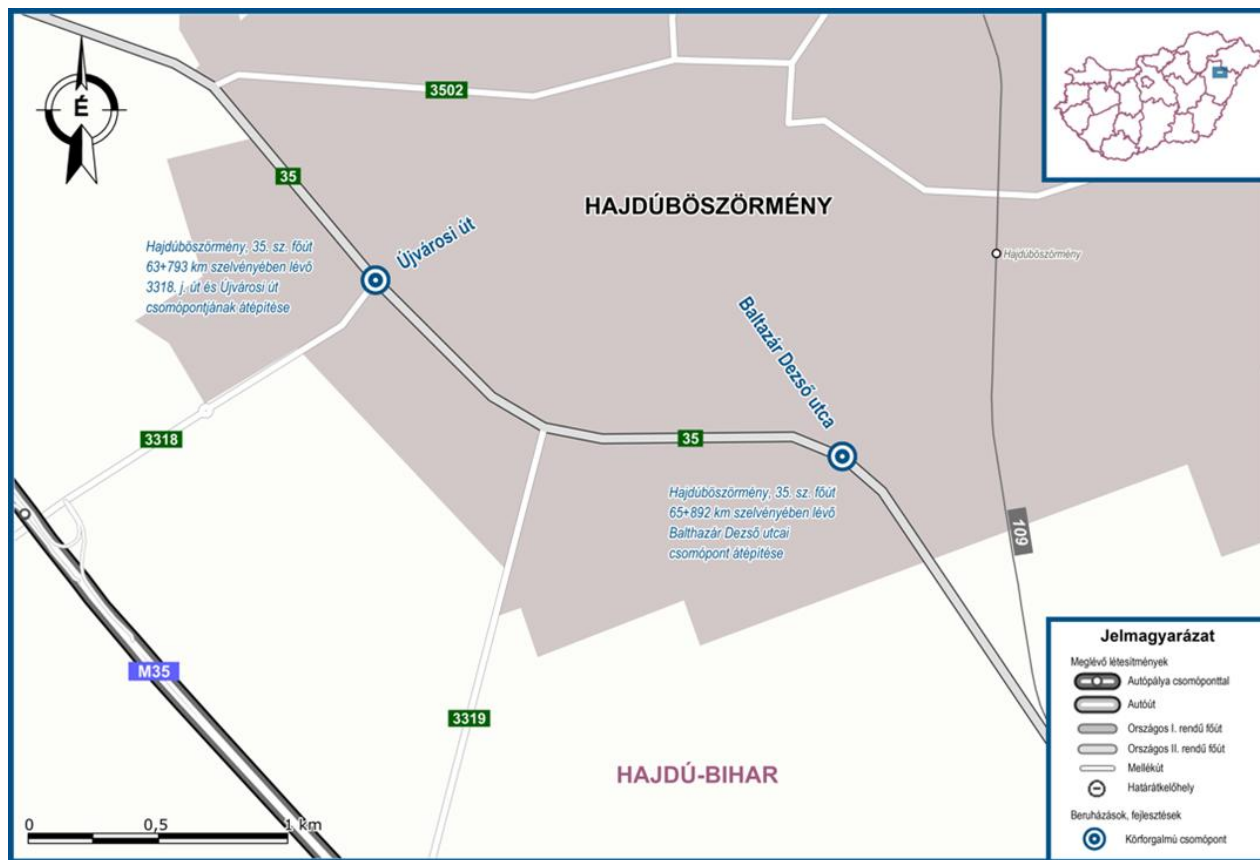 3502
É
35
HAJDÚBÖSZÖRMÉNY
Újvárosi út
Hajdúböszörmény, 35. sz. főút
63+793 km szelvényében lévő
3318. j. út és Újvárosi út
csomópontjának átépítése
Hajdúböszörmény
Baltazár Dezső utca
3318
35
Hajdúböszörmény, 35. sz. főút
65+892 km szelvényében lévő
Balthazár Dezső utcai
csomópont átépítése
109
M35
3319
HAJDÚ-BIHAR
0 0,5 1 km
Jelmagyarázat
Meglévő létesítmények
Autópálya csomóponttal
Autóút
Országos I. rendű főút
Országos II. rendű főút
Mellékút
Határátkelőhely
Beruházások, fejlesztések
Körforgalmú csomópont